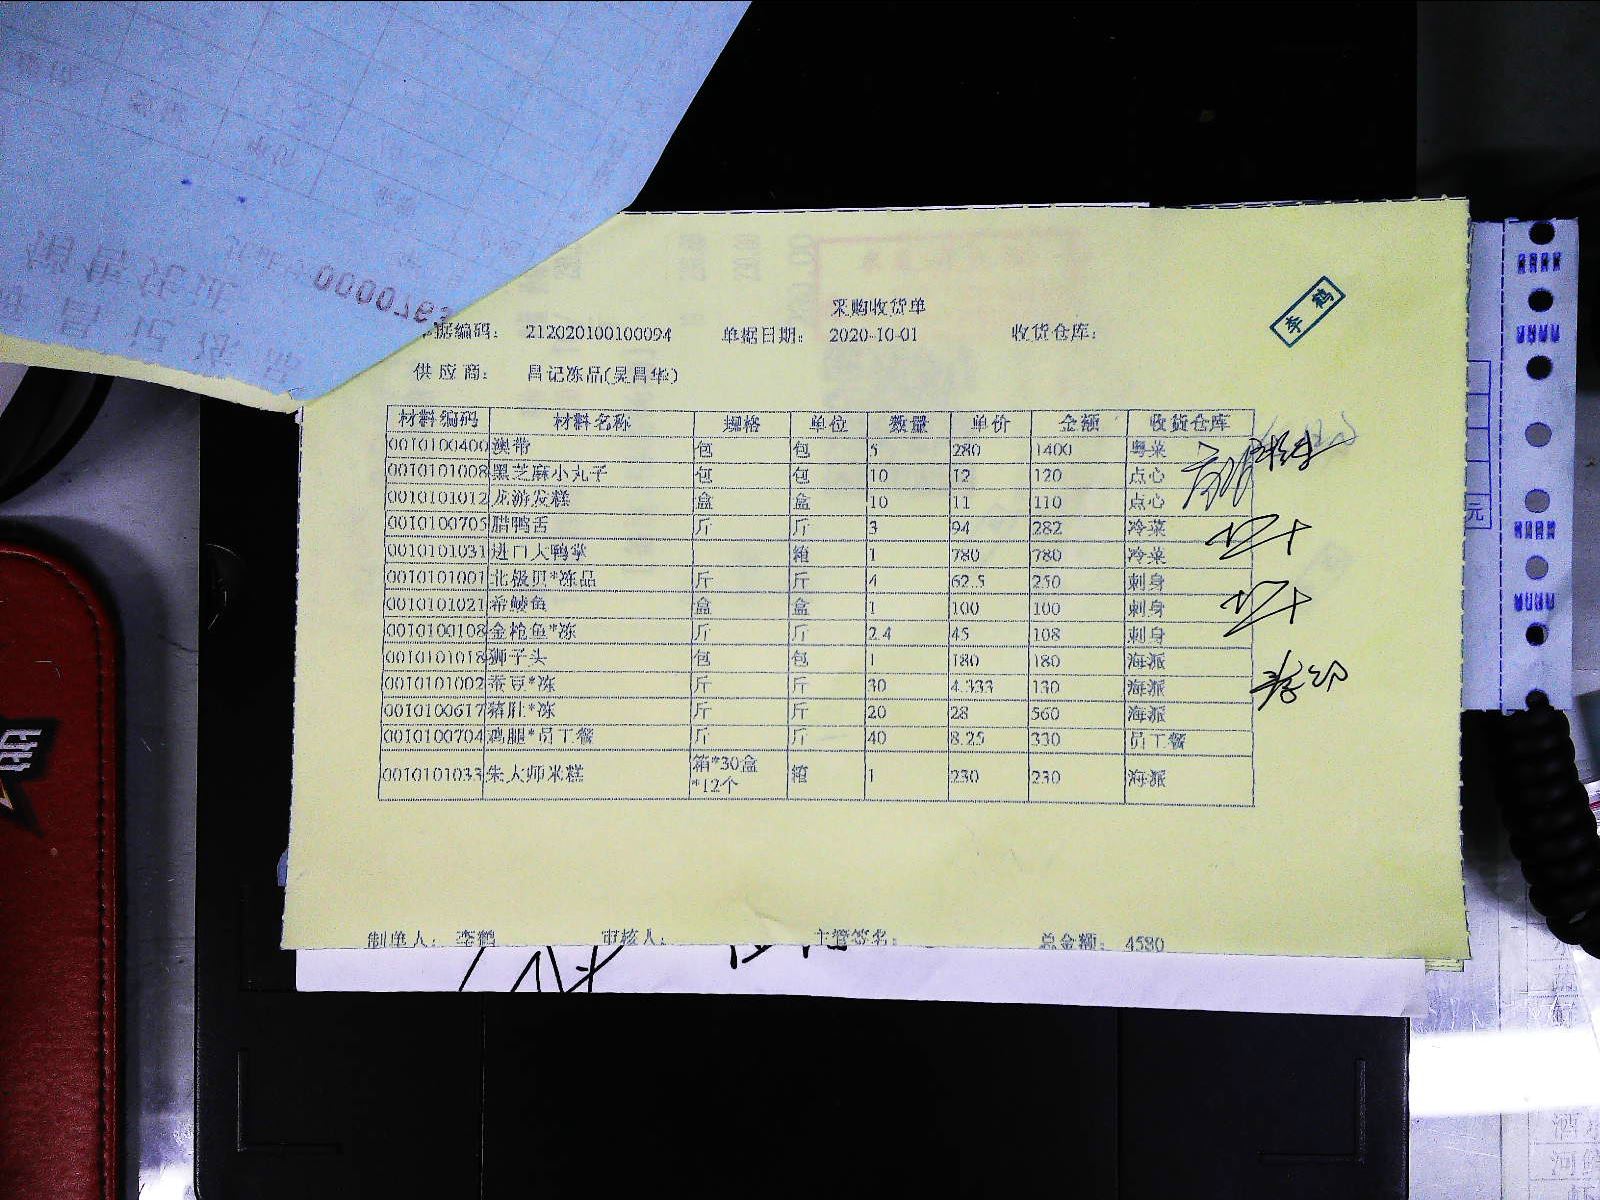 采购收货单
李鹤
单据编码： 212020100100094 单据日期： 2020-10-01 收货仓库：
供 应 商： 昌记冻品(吴昌华)
材料编码 材料名称 规格 单位 数量 单价 金额 收货仓库
0010100400 澳带 包 包 5 280 1400 粤菜
0010101008 黑芝麻小丸子 包 包 10 12 120 点心
0010101012 龙游发糕 盒 盒 10 11 110 点心
0010100705 腊鸭舌 斤 斤 3 94 282 冷菜
0010101031 进口大鸭掌 箱 1 780 780 冷菜
0010101001 北极贝*冻品 斤 斤 4 62.5 250 刺身
0010101021 希鲮鱼 盒 盒 1 100 100 刺身
0010100108 金枪鱼*冻 斤 斤 2.4 45 108 刺身
0010101018 狮子头 包 包 1 180 180 海派
0010101002 蚕豆*冻 斤 斤 30 4.333 130 海派
0010100617 猪肚*冻 斤 斤 20 28 560 海派
0010100704 鸡腿*员工餐 斤 斤 40 8.25 330 员工餐
0010101033 朱大师米糕 箱*30盒*12个 箱 1 230 230 海派
制单人： 李鹤 审核人： 主管签名： 总金额： 4580